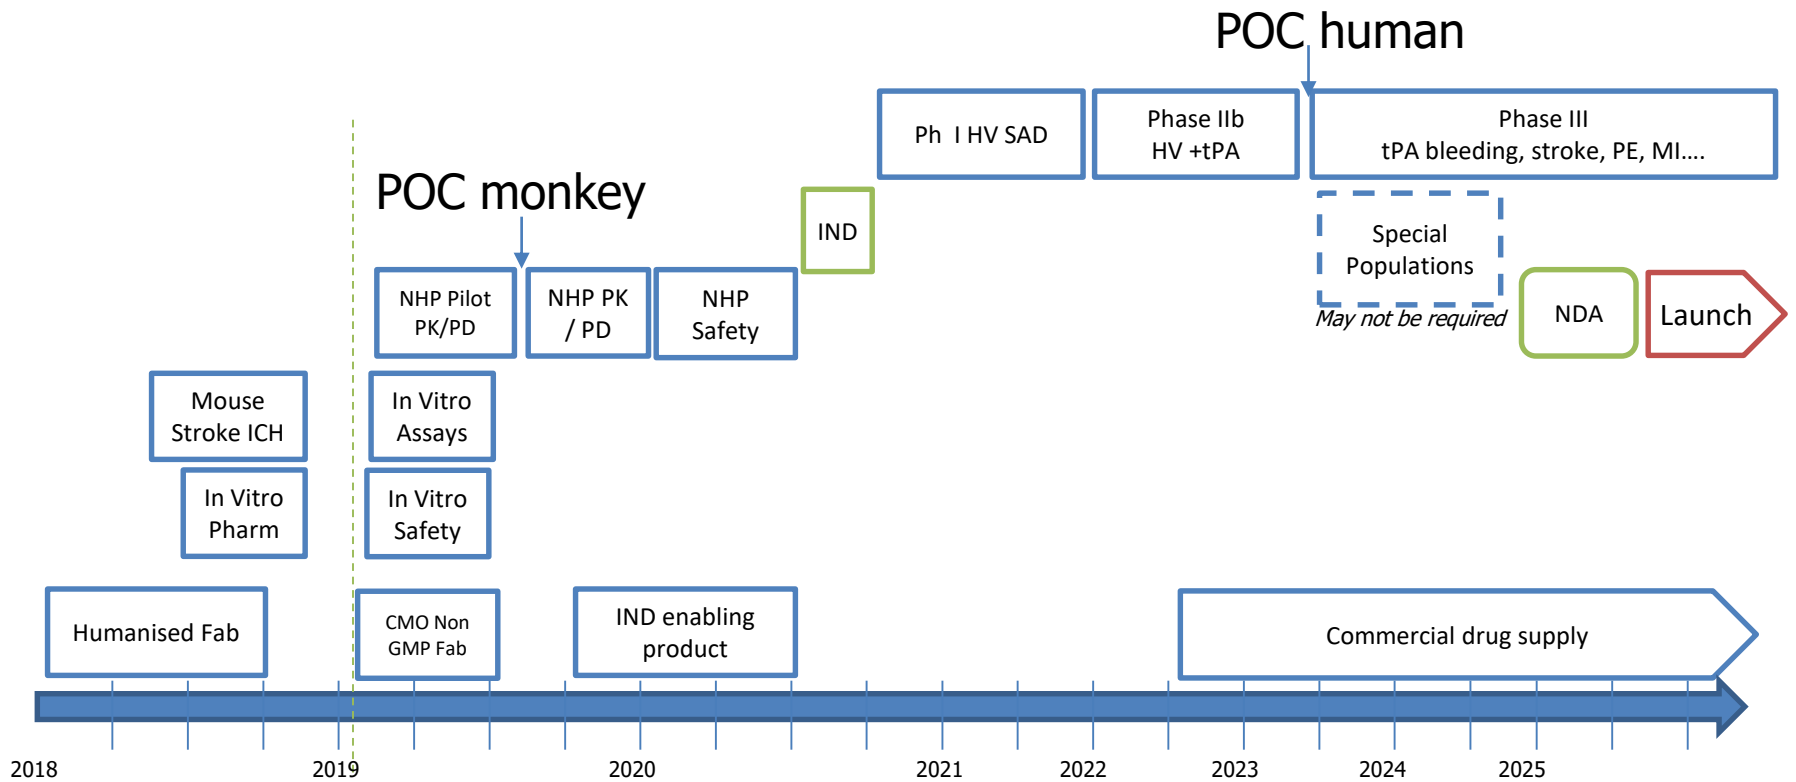 POC human
Ph I HV SAD
Phase IIb
HV +tPA
Phase III
tPA bleeding, stroke, PE, MI....
POC monkey
IND
Special
Populations
May not be required
NHP Pilot
PK/PD
NHP PK
/ PD
NHP
Safety
NDA
Launch
Mouse
Stroke ICH
In Vitro
Assays
In Vitro
Pharm
In Vitro
Safety
Humanised Fab
CMO Non
GMP Fab
IND enabling
product
Commercial drug supply
2018 2019 2020 2021 2022 2023 2024 2025